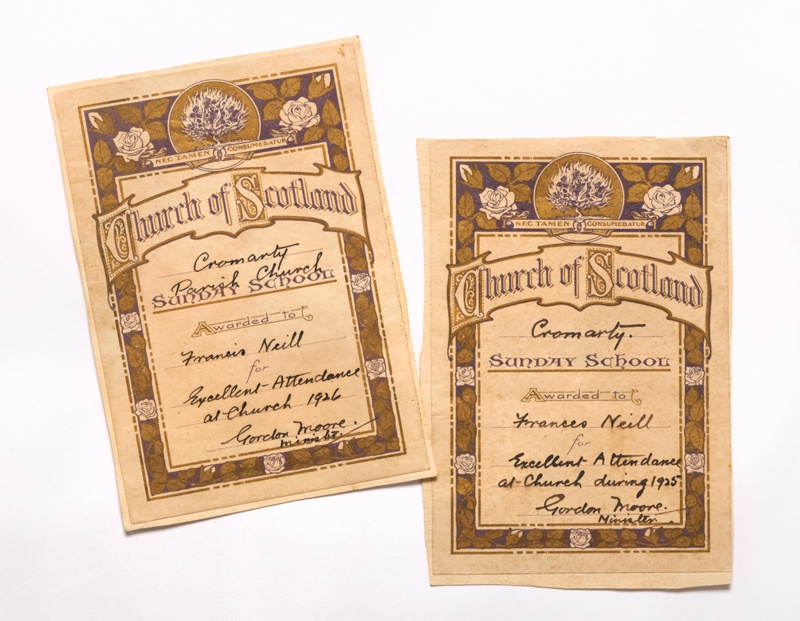 NEC TAMEN CONSUMEBATUR
Church of Scotland
Cromarty
Parish Church
SUNDAY SCHOOL
Awarded to
Francis Neill
for
Excellent Attendance
at Church 1926
Gordon Moore.
Minister.
NEC TAMEN CONSUMEBATUR
Church of Scotland
Cromarty.
SUNDAY SCHOOL
Awarded to
Frances Neill
for
Excellent Attendance
at Church during 1925
Gordon Moore.
Minister.